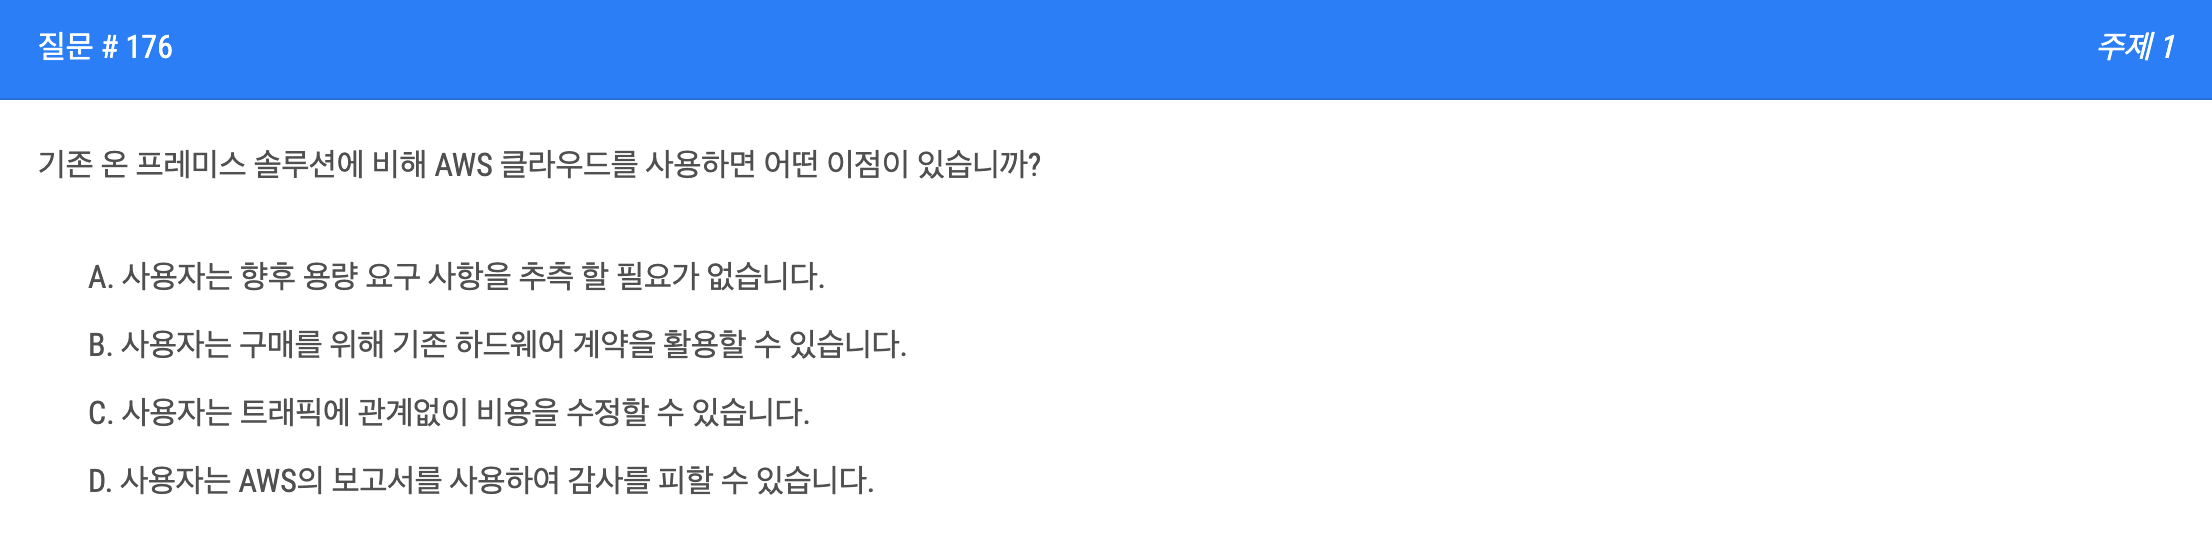 질문 # 176
주제 1
기존 온 프레미스 솔루션에 비해 AWS 클라우드를 사용하면 어떤 이점이 있습니까?
A. 사용자는 향후 용량 요구 사항을 추측 할 필요가 없습니다.
B. 사용자는 구매를 위해 기존 하드웨어 계약을 활용할 수 있습니다.
C. 사용자는 트래픽에 관계없이 비용을 수정할 수 있습니다.
D. 사용자는 AWS의 보고서를 사용하여 감사를 피할 수 있습니다.